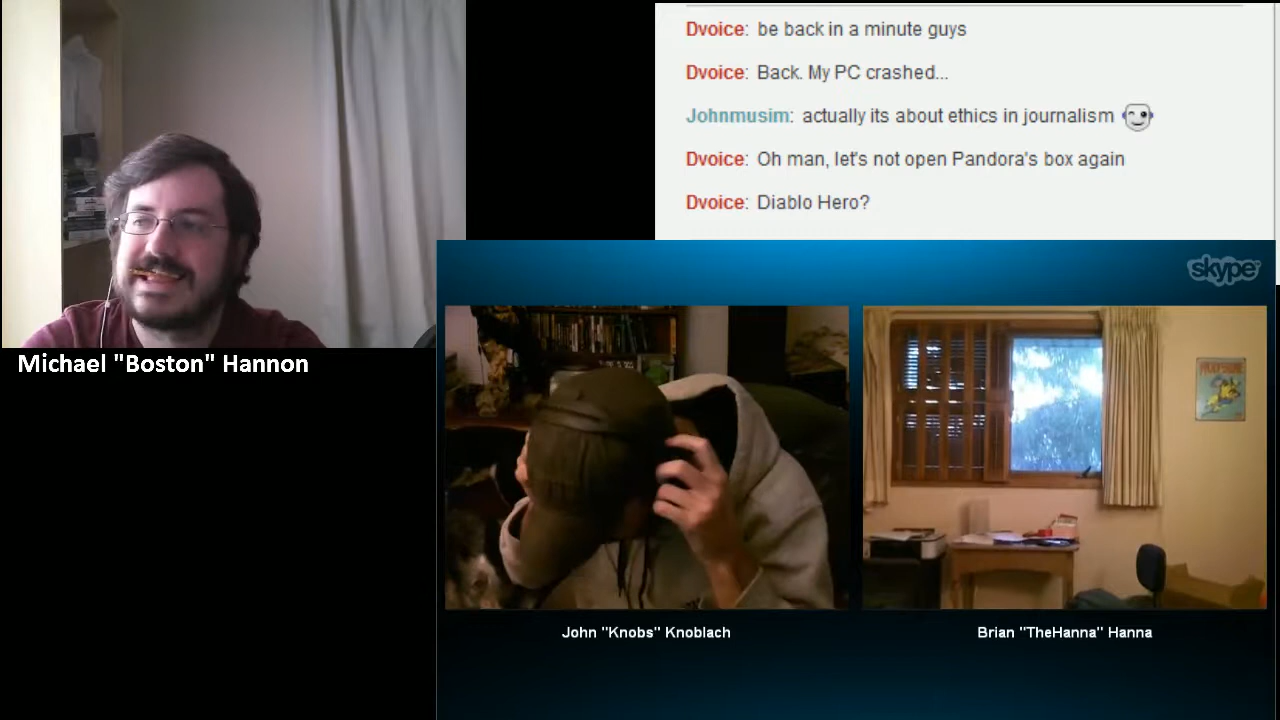 Dvoice: be back in a minute guys
Dvoice: Back. My PC crashed...
Johnmusim: actually its about ethics in journalism
Dvoice: Oh man, let's not open Pandora's box again
Dvoice: Diablo Hero?
skype
Michael "Boston" Hannon
John "Knobs" Knoblach
Brian "TheHanna" Hanna